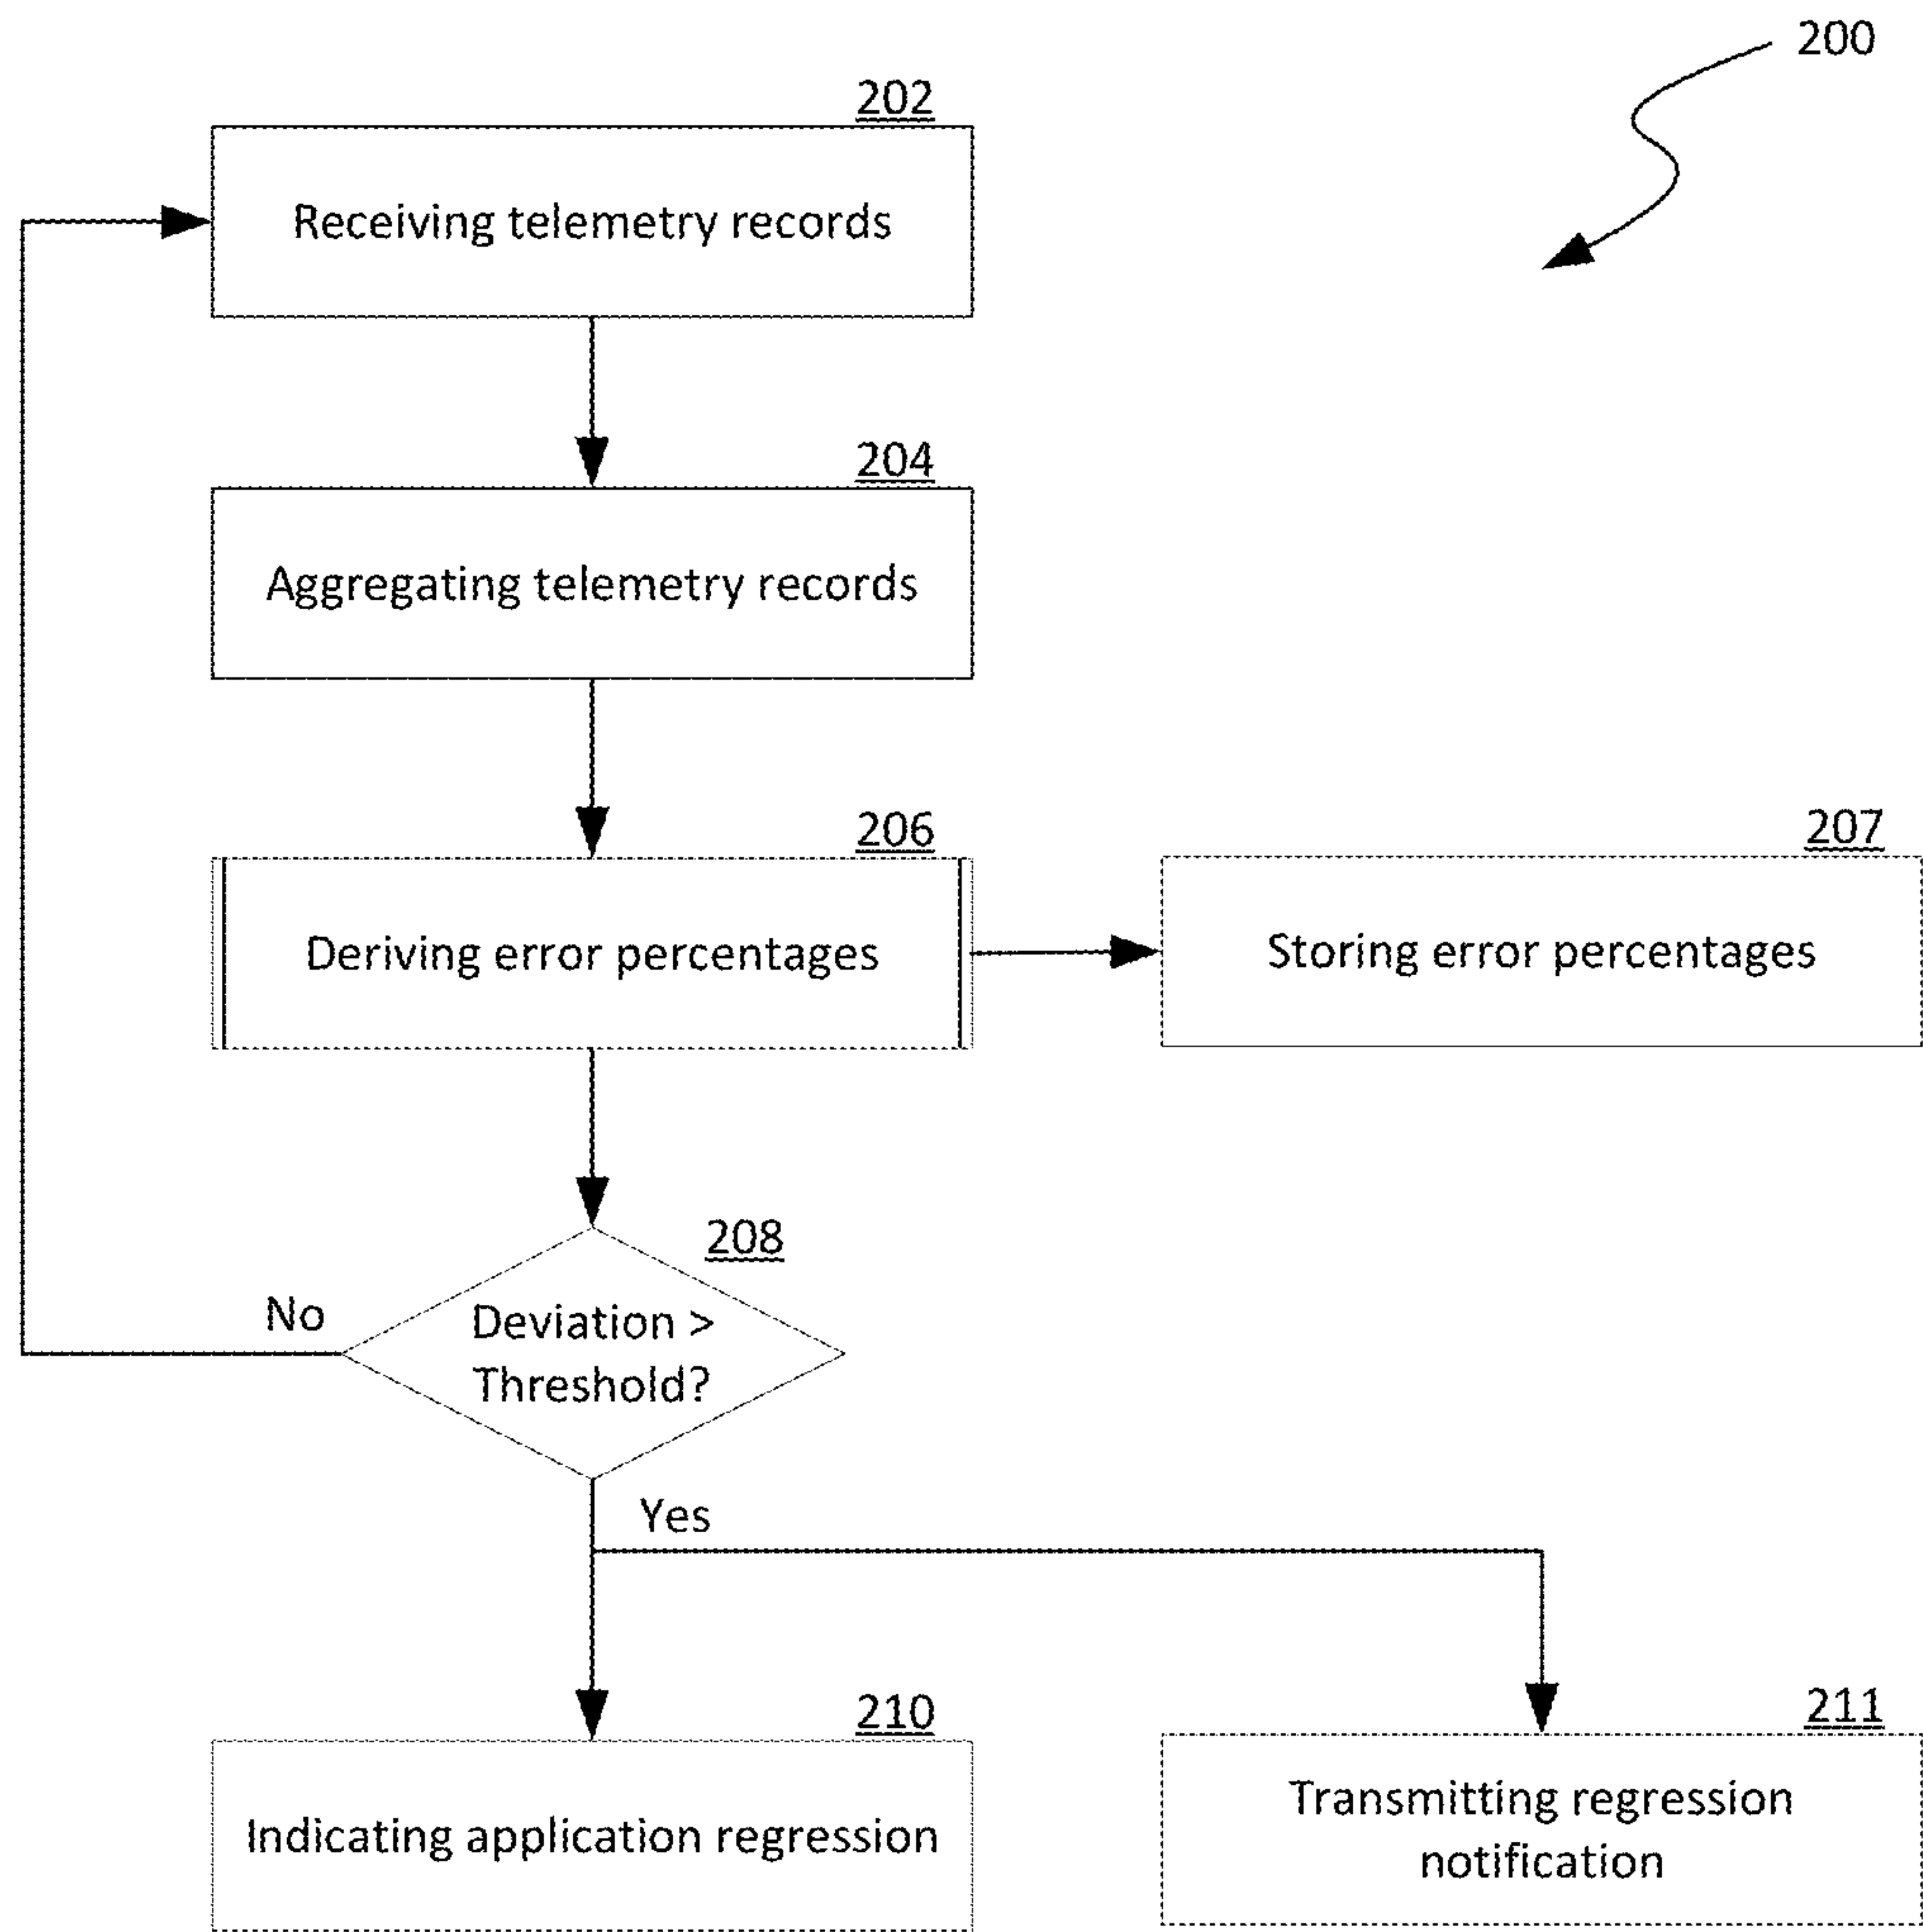 200
202
Receiving telemetry records
204
Aggregating telemetry records
206
Deriving error percentages
207
Storing error percentages
208
Deviation >
Threshold?
No
Yes
210
Indicating application regression
211
Transmitting regression
notification